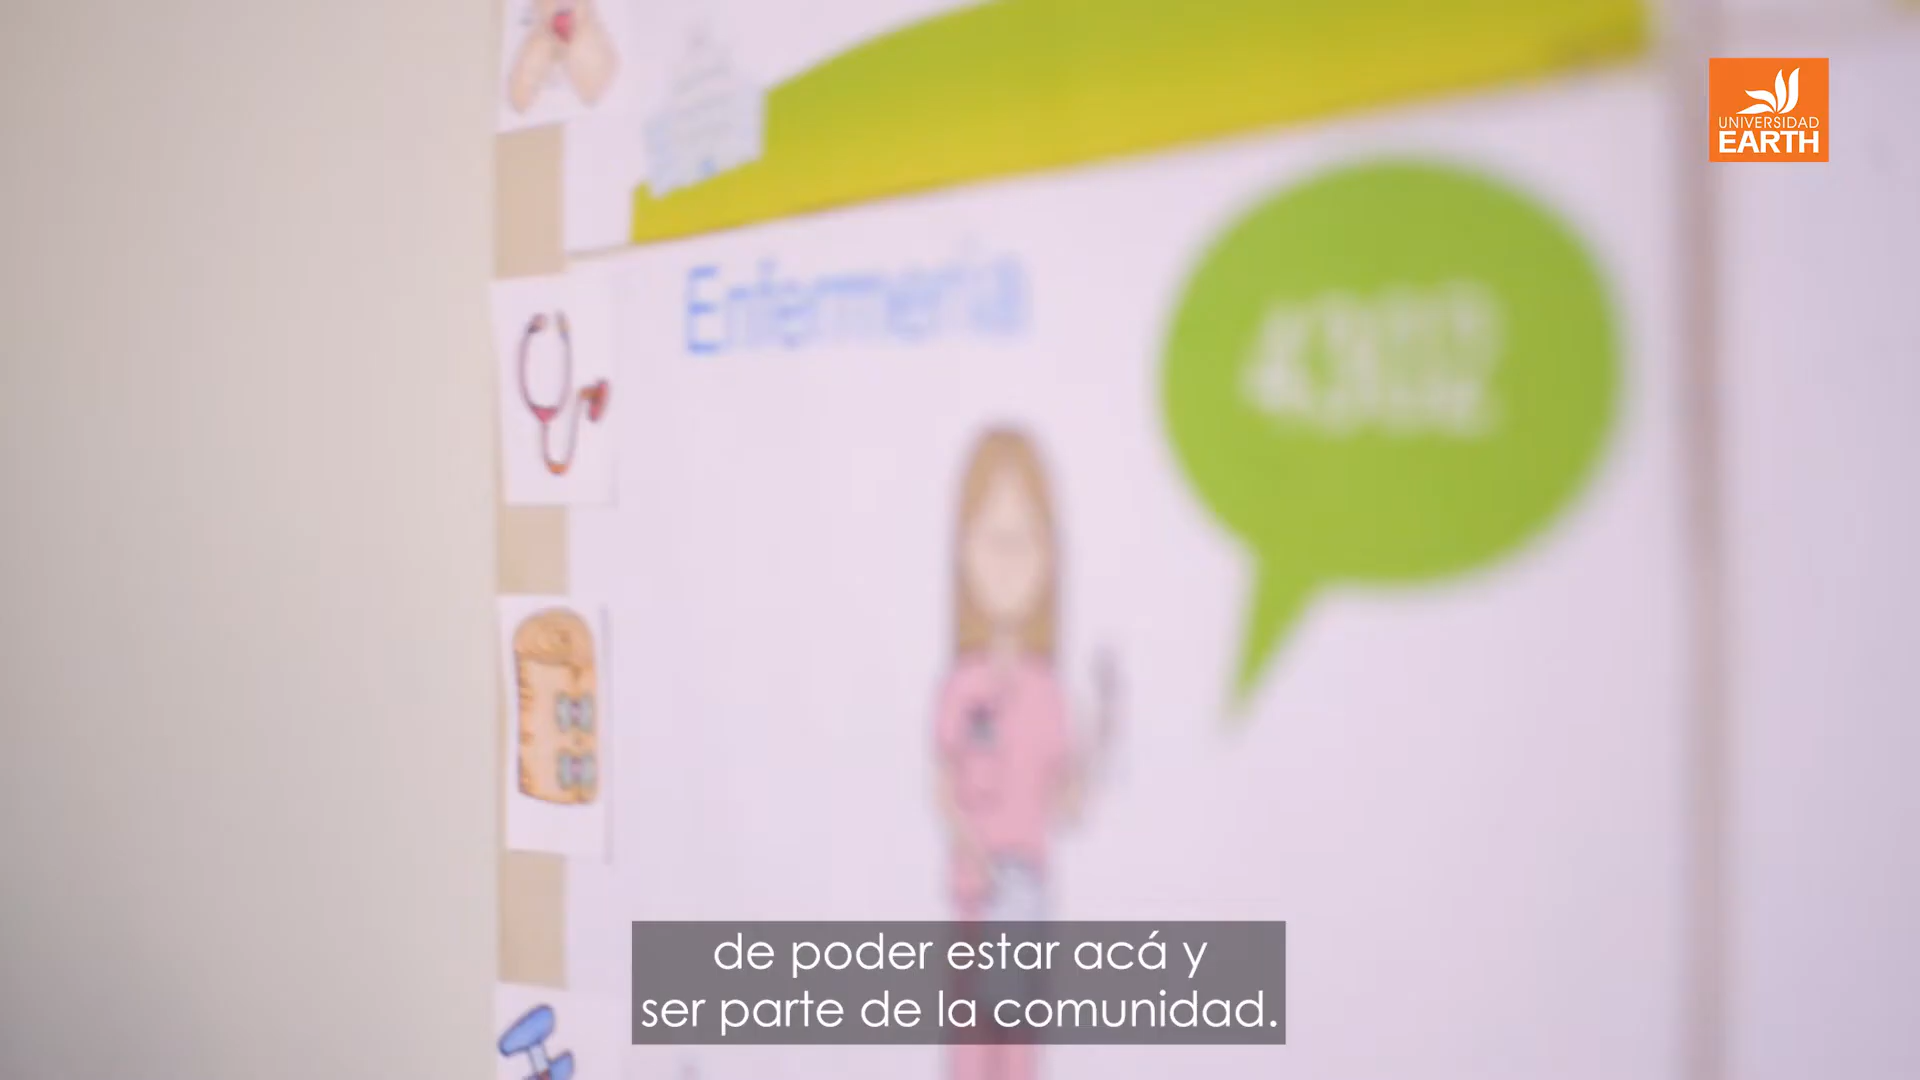 UNIVERSIDAD
EARTH
Enfermería
de poder estar acá y
ser parte de la comunidad.